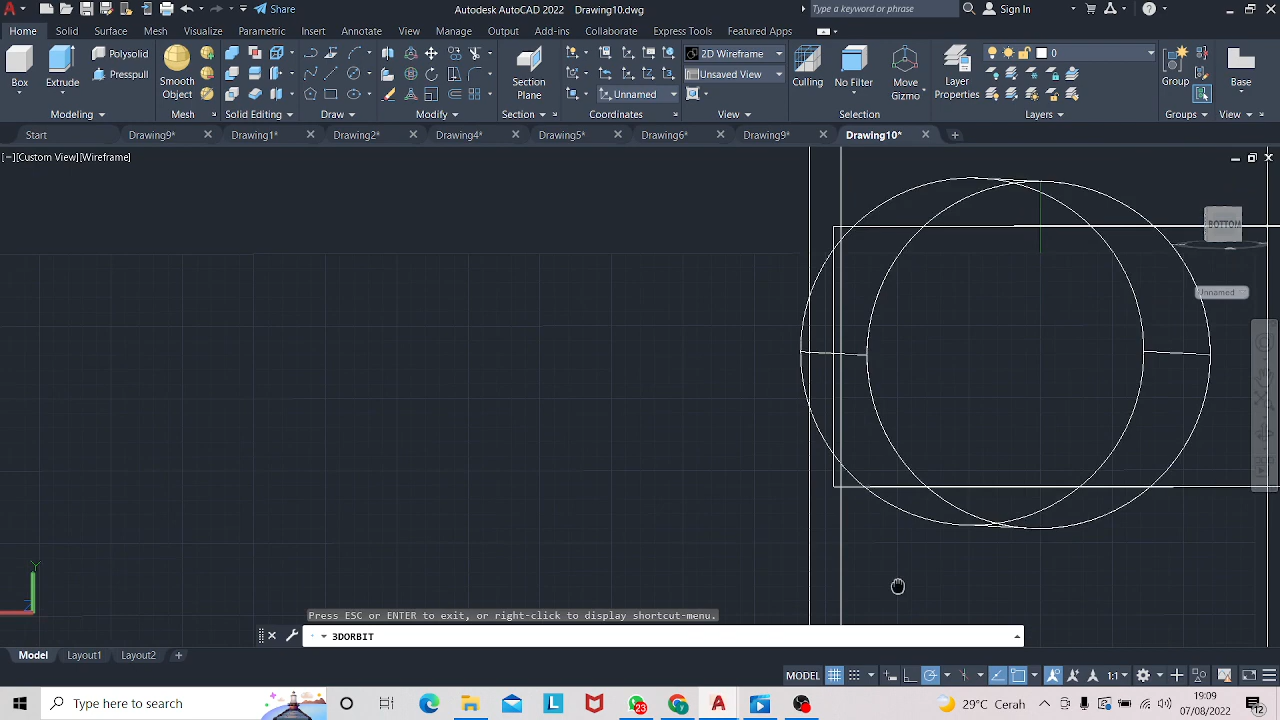 Share
Autodesk AutoCAD 2022 Drawing10.dwg
Type a keyword or phrase
Sign In
Home Solid Surface Mesh Visualize Parametric Insert Annotate View Manage Output Add-ins Collaborate Express Tools Featured Apps
Box
Extrude
Polysolid
Presspull
Smooth
Object
Section
Plane
2D Wireframe
Unsaved View
Unnamed
Culling
No Filter
Move
Gizmo
Layer
Properties
0
Group
Base
Modeling
Mesh
Solid Editing
Draw
Modify
Section
Coordinates
View
Selection
Layers
Groups
View
Start Drawing9* Drawing1* Drawing2* Drawing4* Drawing5* Drawing6* Drawing9* Drawing10*
[−][Custom View][Wireframe]
BOTTOM
Unnamed
Y
Press ESC or ENTER to exit, or right-click to display shortcut-menu.
3DORBIT
Model Layout1 Layout2
MODEL
1:1
Type here to search
L
23
A
29°C Cerah
19:09
07/08/2022
12